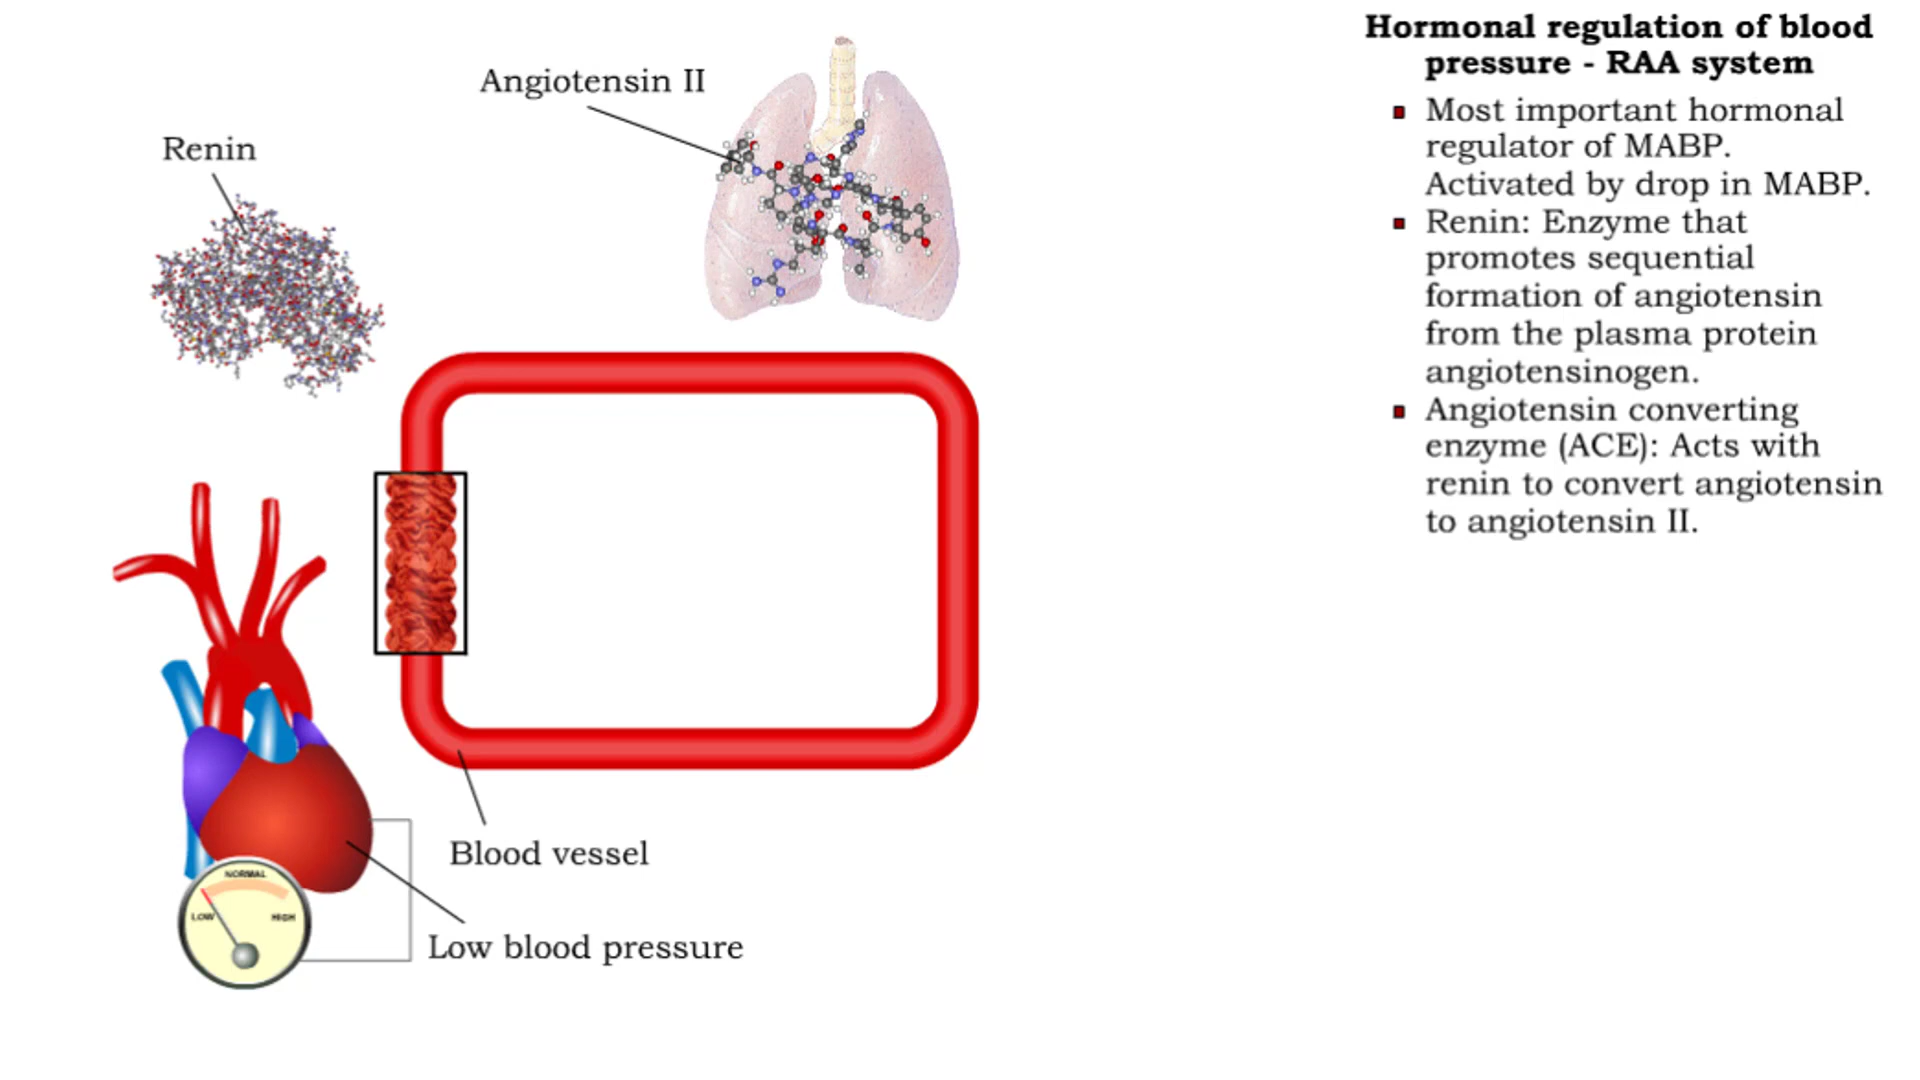 Hormonal regulation of blood
pressure - RAA system
Most important hormonal
regulator of MABP.
Activated by drop in MABP.
Renin: Enzyme that
promotes sequential
formation of angiotensin
from the plasma protein
angiotensinogen.
Angiotensin converting
enzyme (ACE): Acts with
renin to convert angiotensin
to angiotensin II.
Angiotensin II
Renin
Blood vessel
NORMAL
LOW
HIGH
Low blood pressure